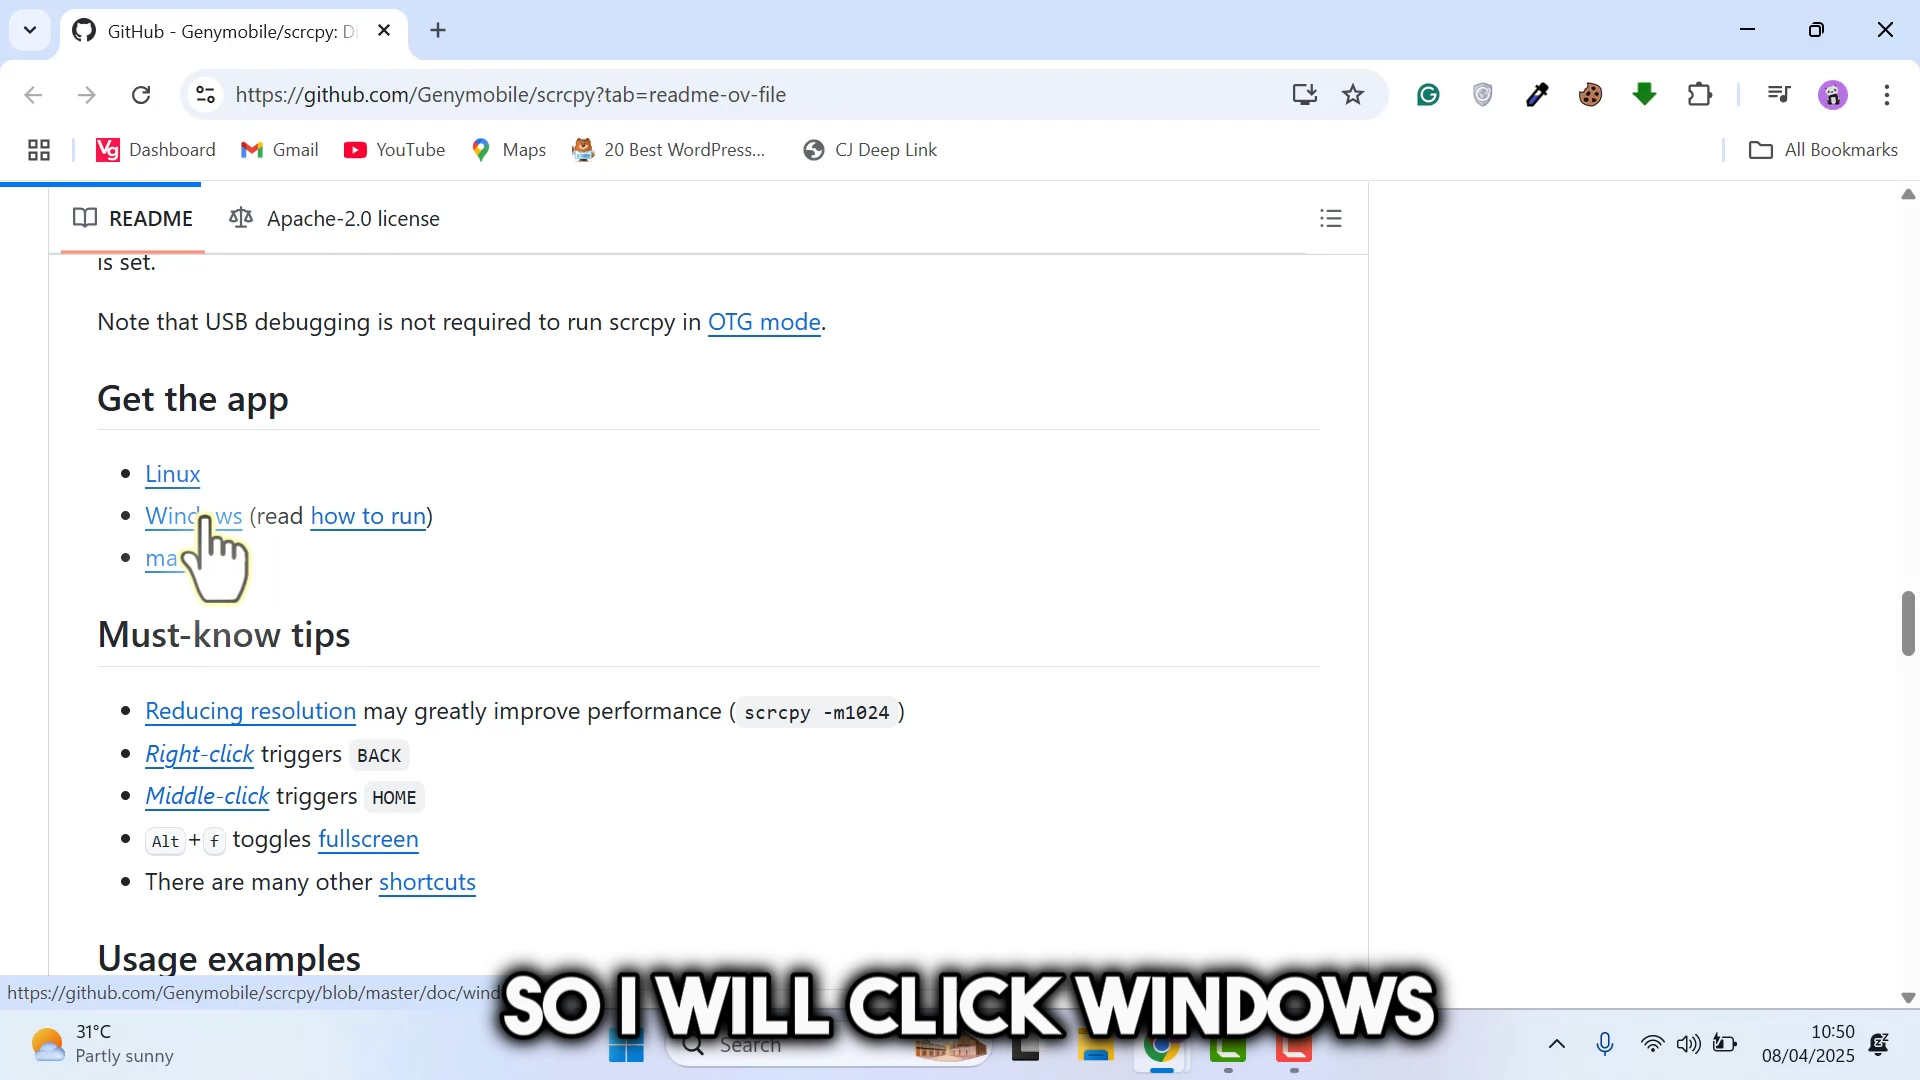 GitHub - Genymobile/scrcpy: Di
https://github.com/Genymobile/scrcpy?tab=readme-ov-file
Vg Dashboard Gmail YouTube Maps 20 Best WordPress... CJ Deep Link All Bookmarks
README Apache-2.0 license
is set.
Note that USB debugging is not required to run scrcpy in OTG mode.
Get the app
Linux
Windows (read how to run)
ma
Must-know tips
Reducing resolution may greatly improve performance ( scrcpy -m1024 )
Right-click triggers BACK
Middle-click triggers HOME
Alt + f toggles fullscreen
There are many other shortcuts
Usage examples
https://github.com/Genymobile/scrcpy/blob/master/doc/wind
SO I WILL CLICK WINDOWS
31°C
Partly sunny
Search
10:50
08/04/2025